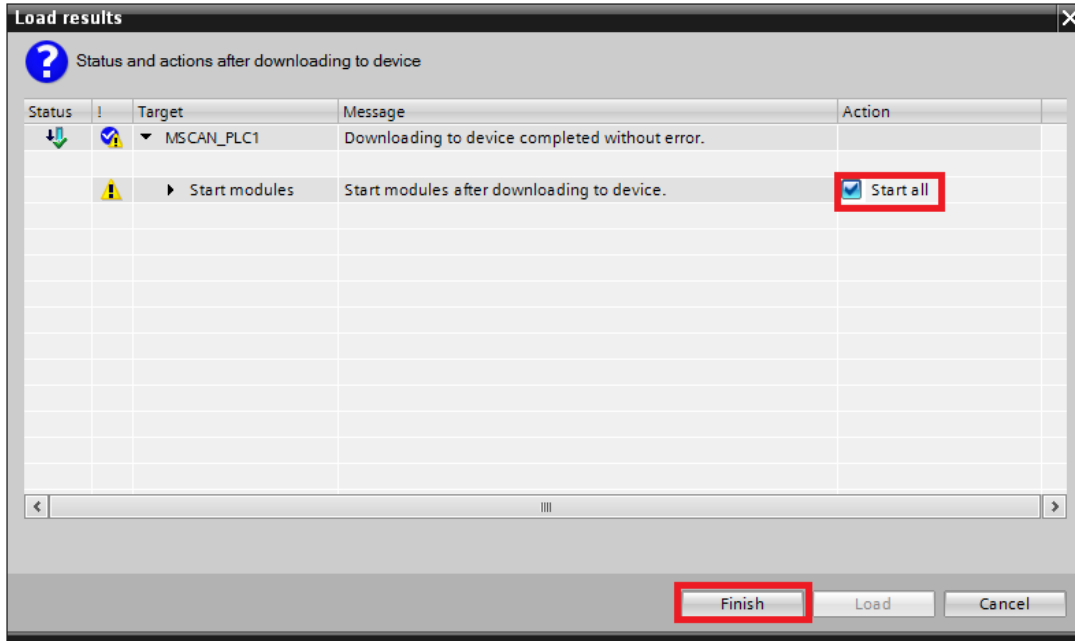 Load results
Status and actions after downloading to device
Status ! Target Message Action
MSCAN_PLC1 Downloading to device completed without error.
Start modules Start modules after downloading to device. Start all
Finish Load Cancel